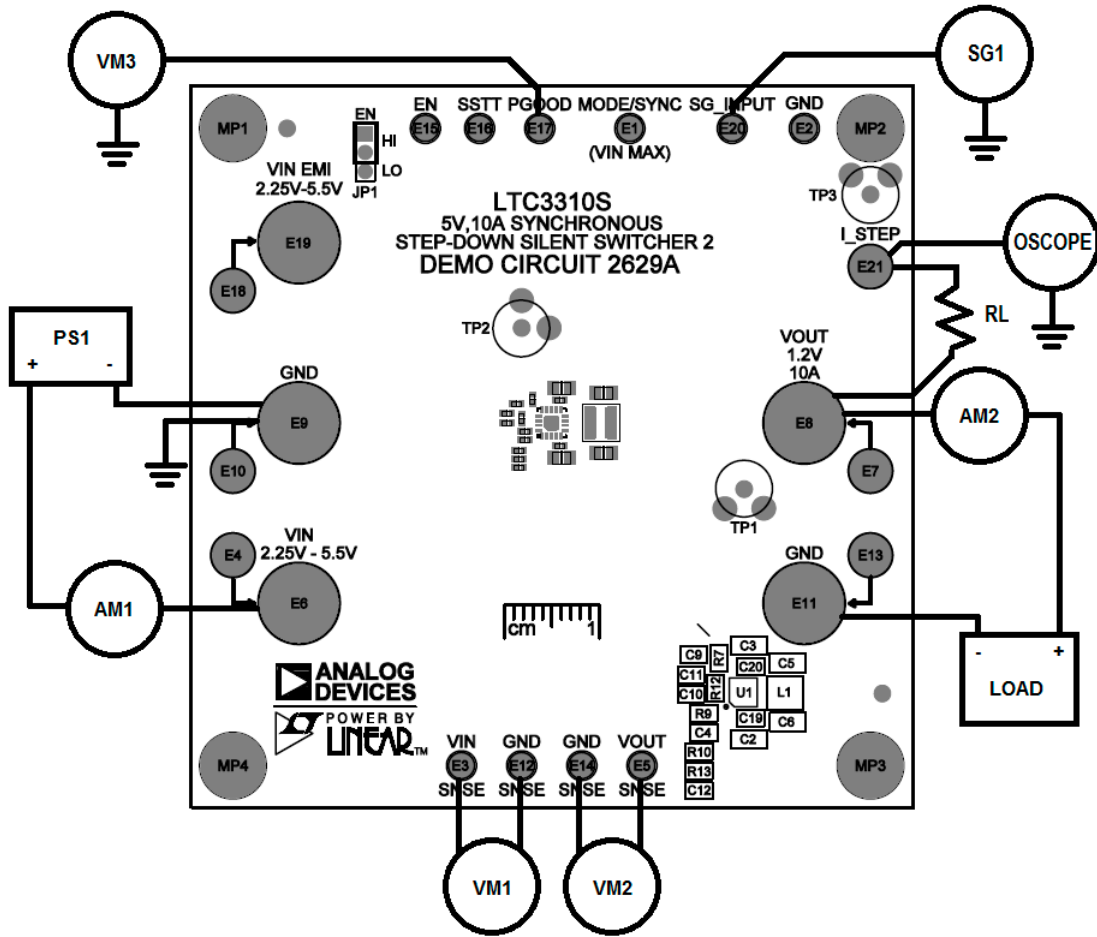 VM3
SG1
EN
SSTT PGOOD MODE/SYNC SG_INPUT GND
MP1
EN
HI
LO
JP1
E15
E16
E17
E1
E20
E2
MP2
(VIN MAX)
VIN EMI
2.25V-5.5V
E19
E18
LTC3310S
5V,10A SYNCHRONOUS
STEP-DOWN SILENT SWITCHER 2
DEMO CIRCUIT 2629A
TP3
I_STEP
E21
OSCOPE
RL
TP2
PS1
+ -
GND
E9
E10
VOUT
1.2V
10A
E8
E7
AM2
TP1
E4
VIN
2.25V - 5.5V
E6
AM1
GND
E13
E11
- +
LOAD
cm 1
ANALOG
DEVICES
POWER BY
LINEAR™
C9
R7
C3
C11
C20
C5
C10
R12
U1
L1
R9
C19
C6
C4
C2
R10
R13
C12
MP4
VIN GND GND VOUT
E3 E12 E14 E5
SNSE SNSE SNSE SNSE
MP3
VM1
VM2